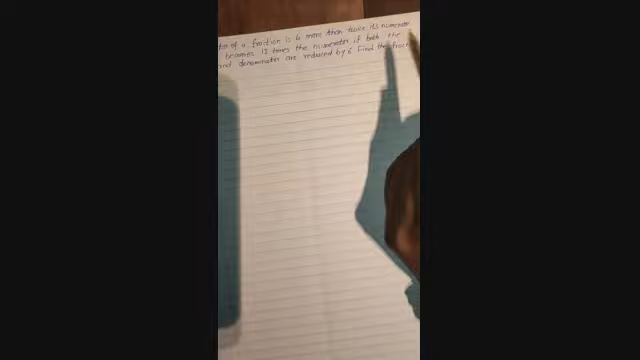 of a fraction is 6 more than twice its numerator
becomes 12 times the numerator if both the
and denominator are reduced by 6 Find the fract